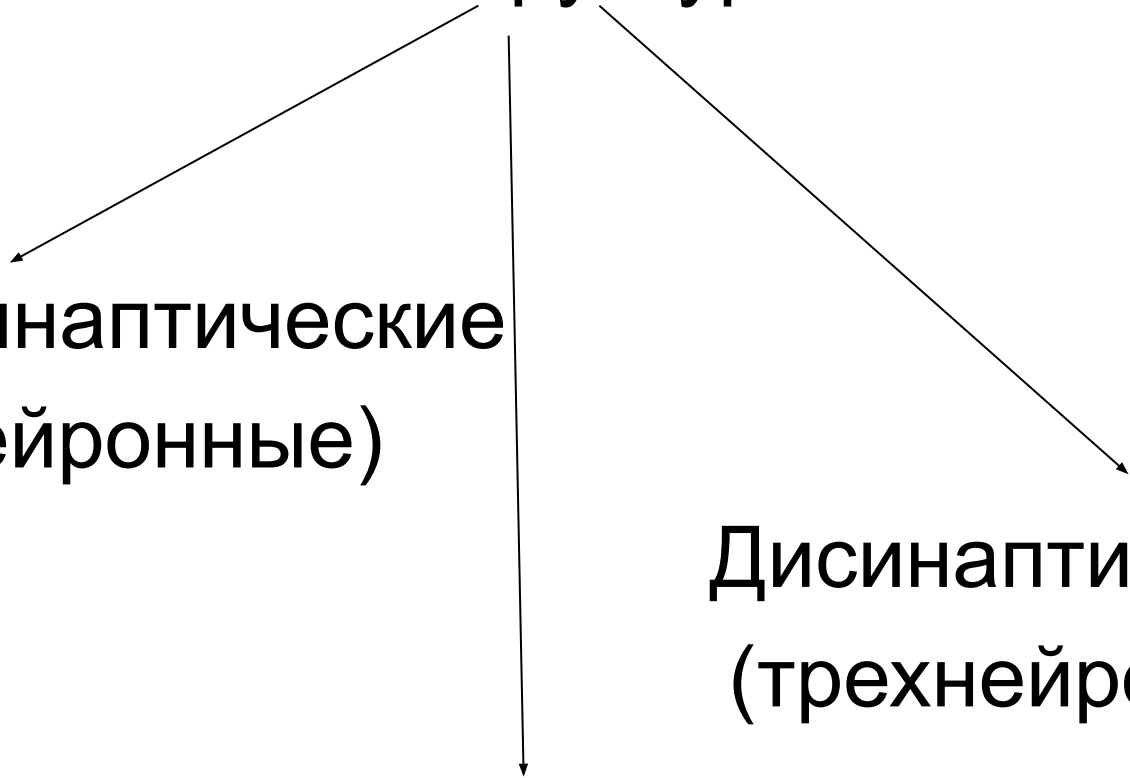 инаптические
ейронные)
Дисинапти
(трехнейро